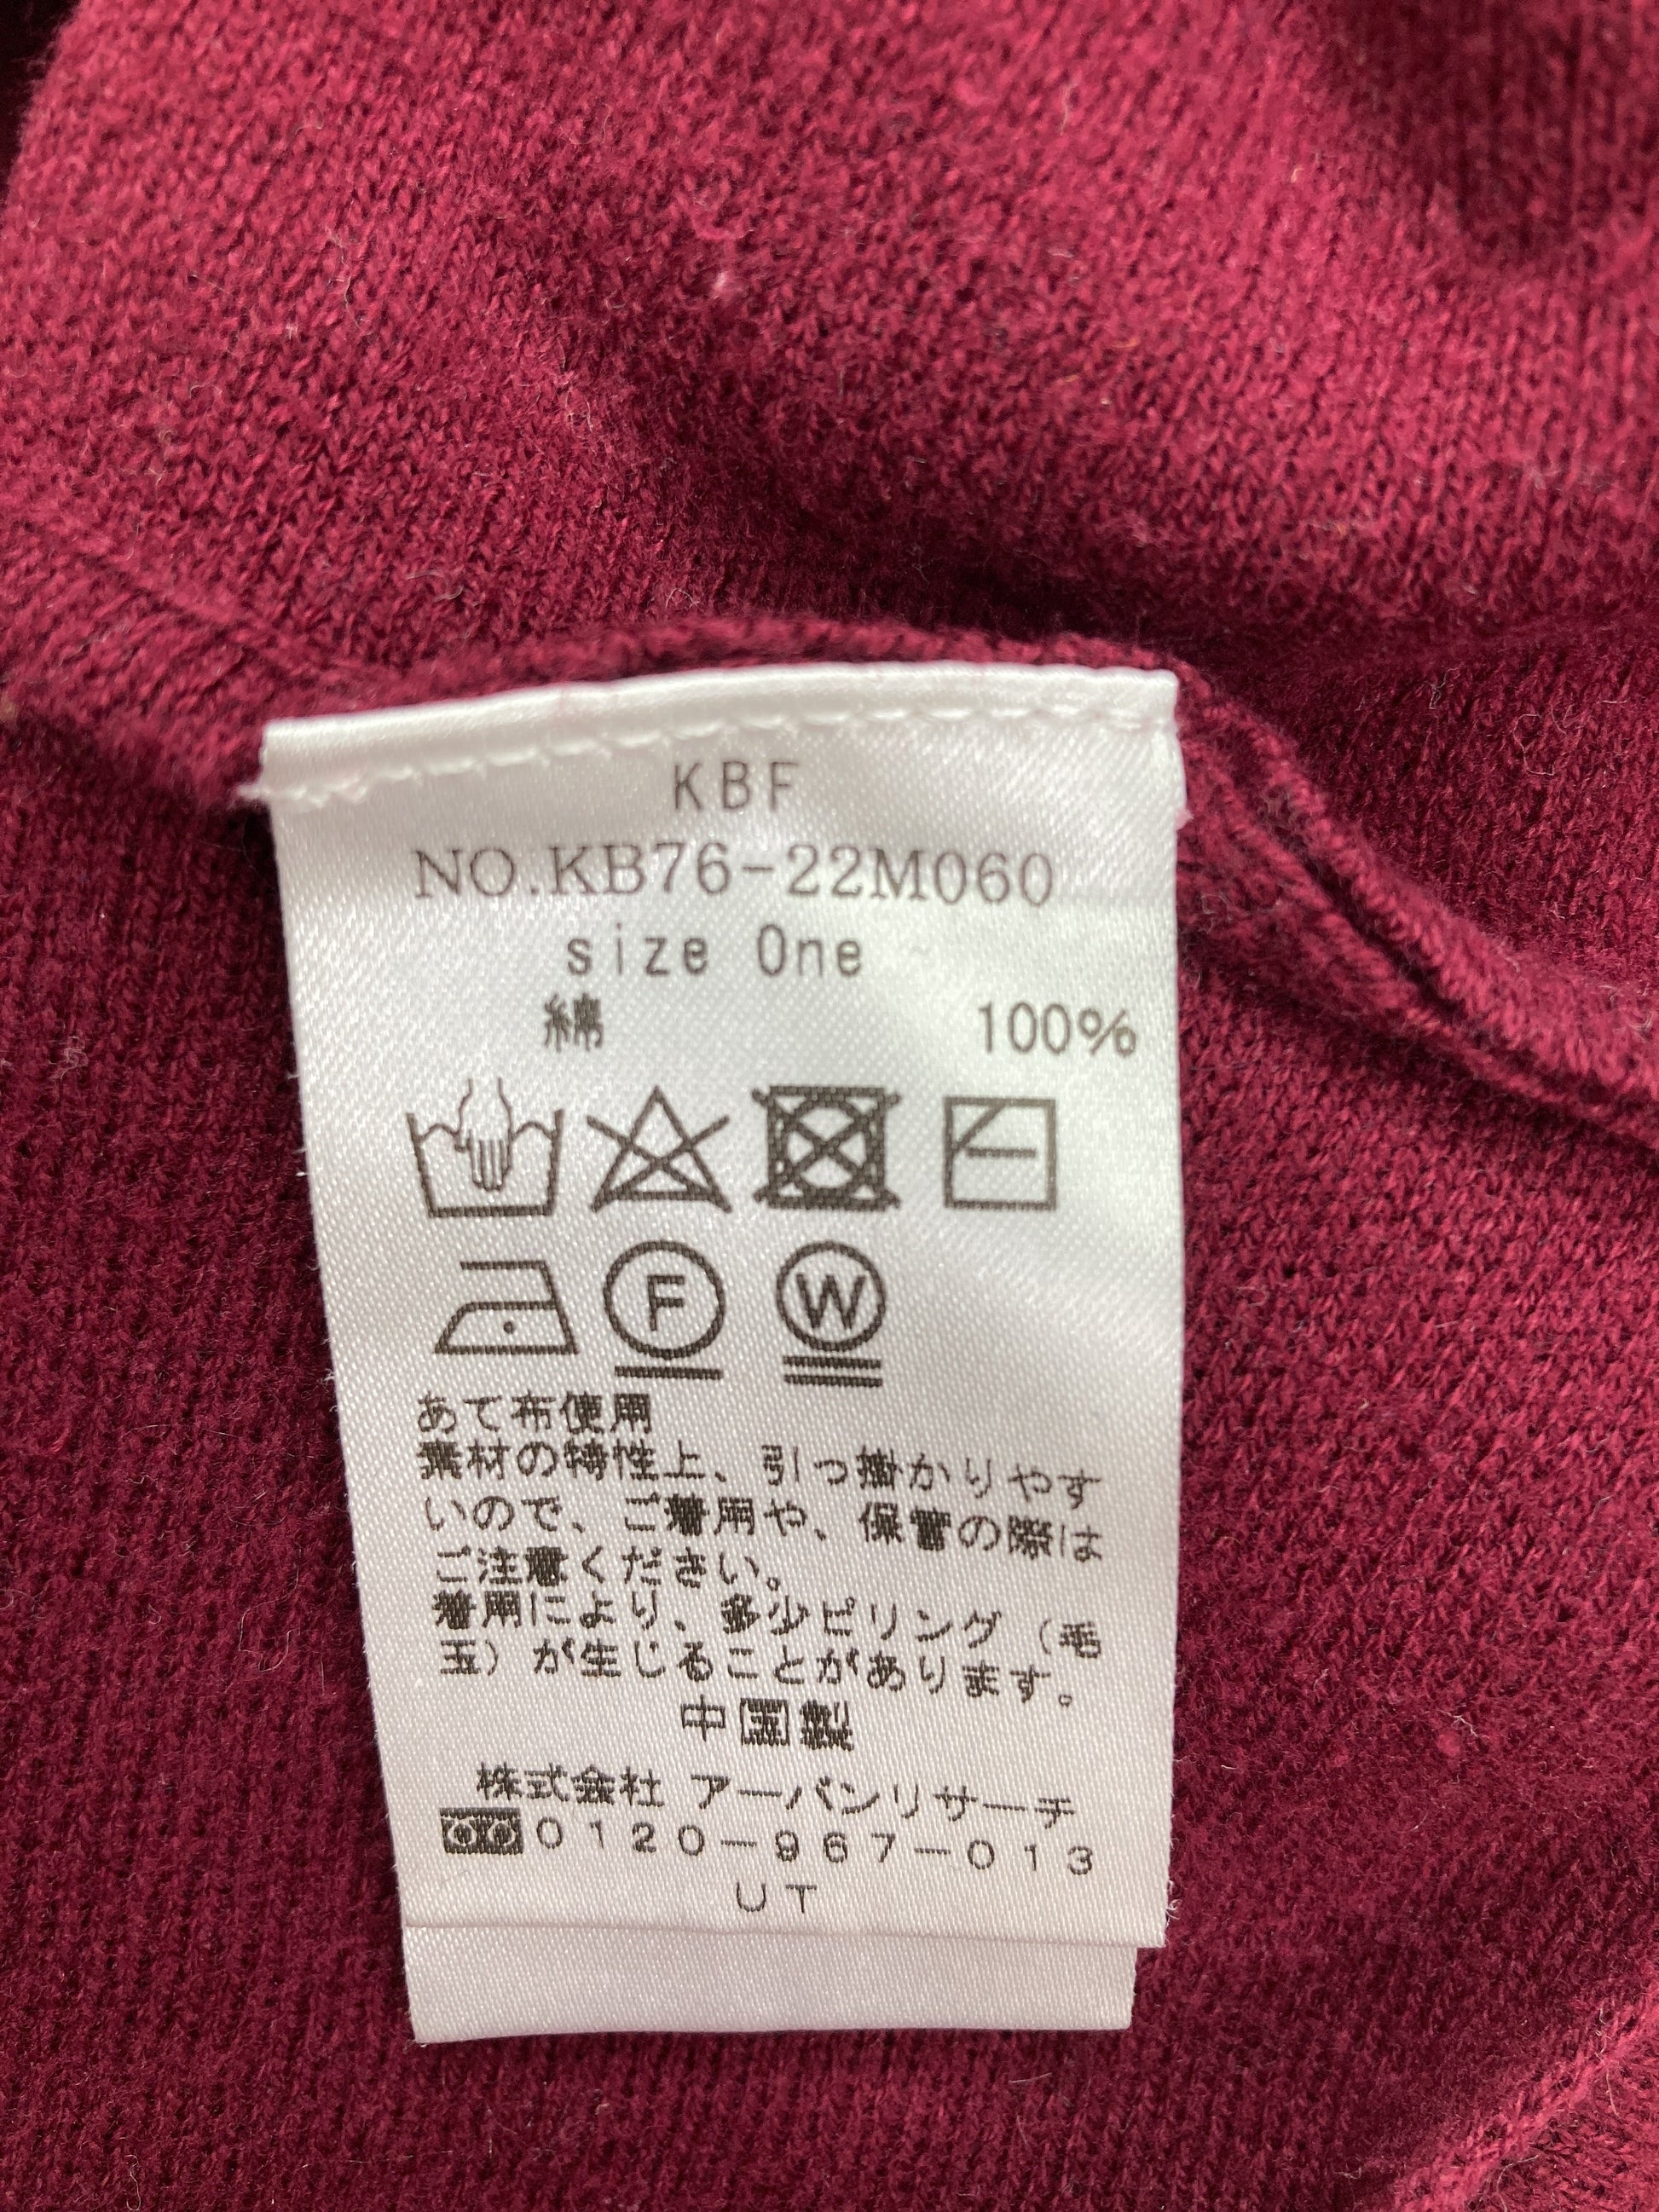 KBF
NO.KB76-22M060
size One
綿 100%
F W
あて布使用
素材の特性上、引っ掛かりやす
いので、ご着用や、保管の際は
ご注意ください。
着用により、多少ピリング（毛
玉）が生じることがあります。
中国製
株式会社 アーバンリサーチ
0120-967-013
UT